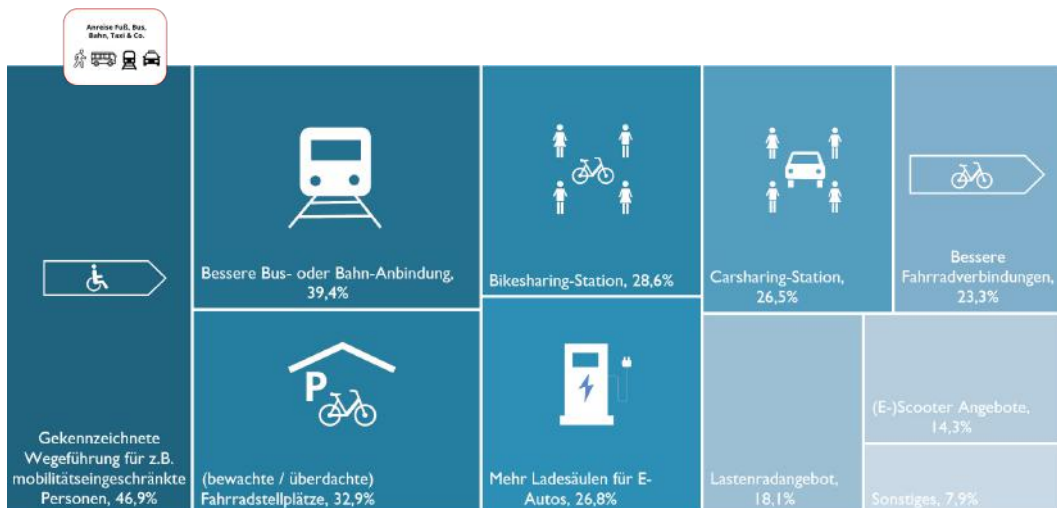 Anreise Fuß, Bus,
Bahn, Taxi & Co.
Gekennzeichnete
Wegeführung für z.B.
mobilitätseingeschränkte
Personen, 46,9%
Bessere Bus- oder Bahn-Anbindung,
39,4%
(bewachte / überdachte)
Fahrradstellplätze, 32,9%
P
Bikesharing-Station, 28,6%
Mehr Ladesäulen für E-
Autos, 26,8%
Carsharing-Station,
26,5%
Bessere
Fahrradverbindungen,
23,3%
Lastenradangebot,
18,1%
(E-)Scooter Angebote,
14,3%
Sonstiges, 7,9%